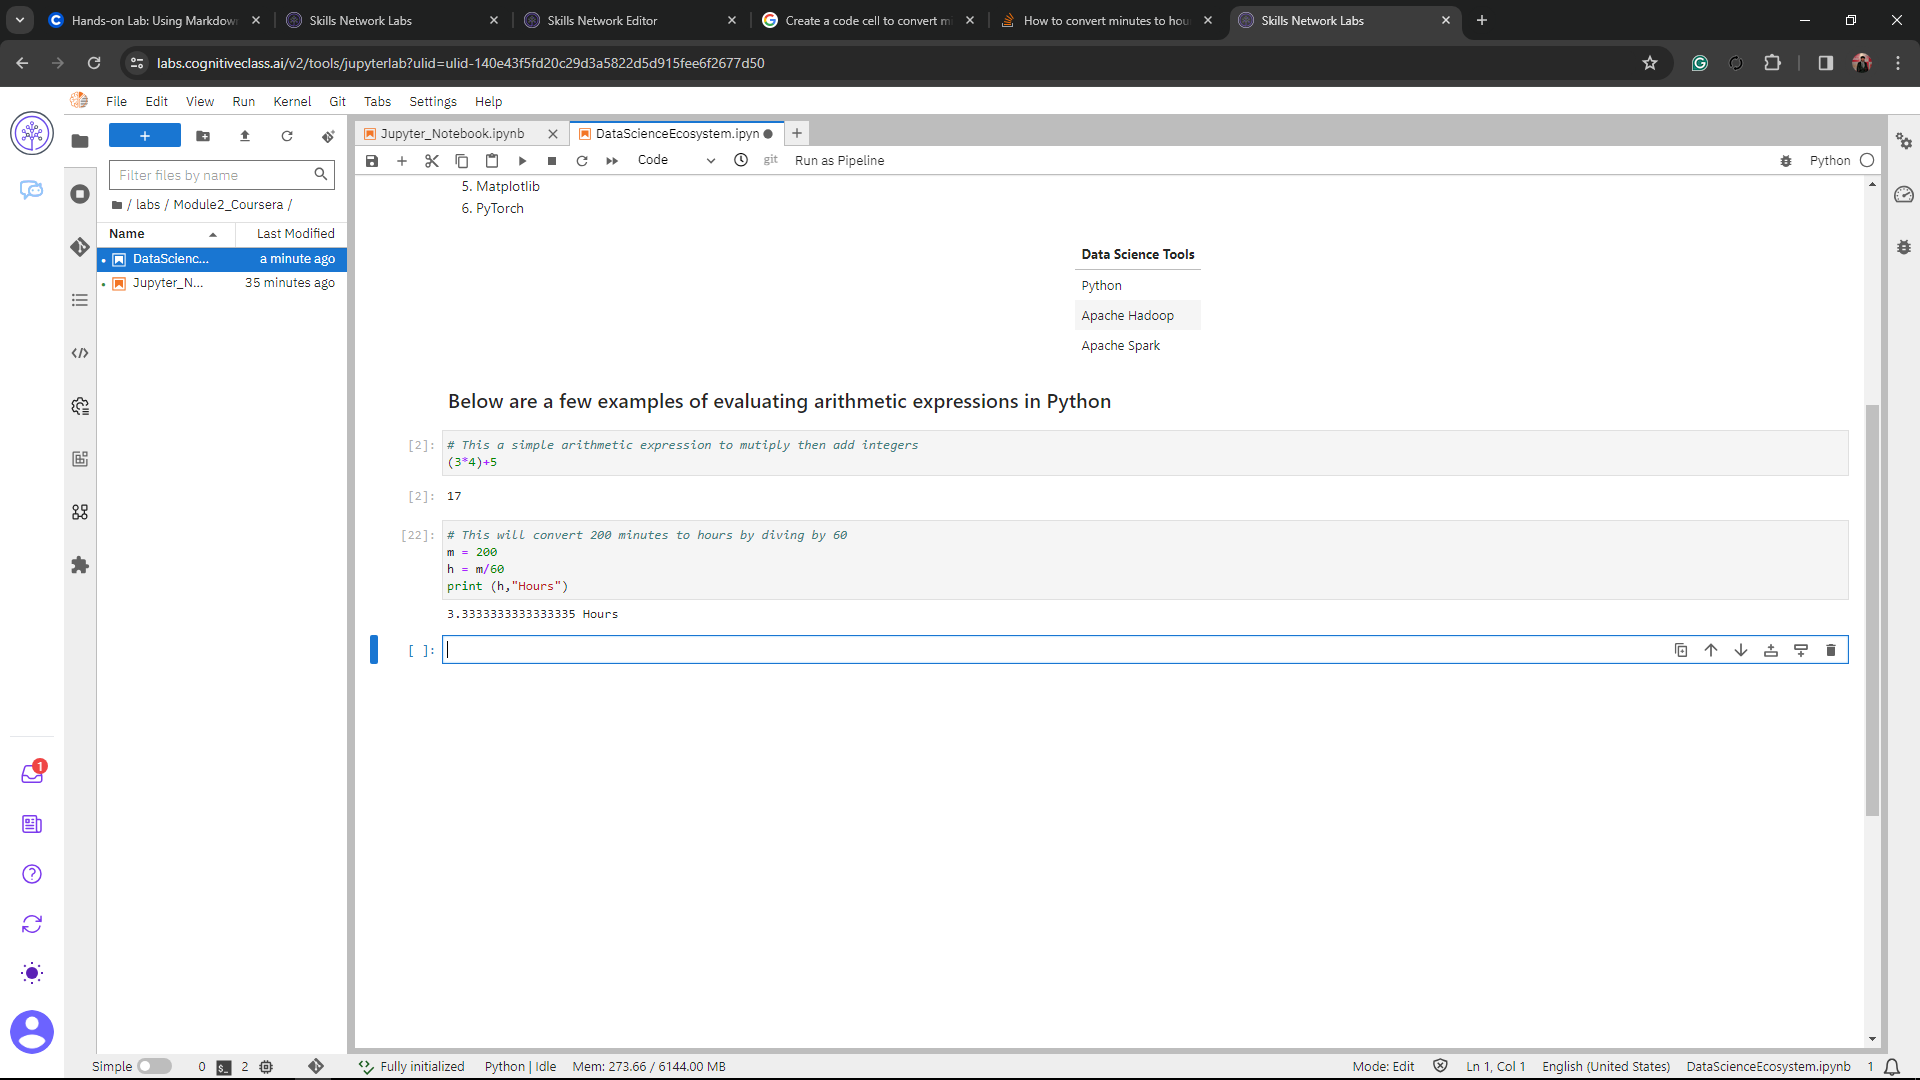 Hands-on Lab: Using Markdow
Skills Network Labs
Skills Network Editor
Create a code cell to convert mi
How to convert minutes to hou
Skills Network Labs
labs.cognitiveclass.ai/v2/tools/jupyterlab?ulid=ulid-140e43f5fd20c29d3a5822d5d915fee6f2677d50
File Edit View Run Kernel Git Tabs Settings Help
Jupyter_Notebook.ipynb
DataScienceEcosystem.ipyn
Code
git
Run as Pipeline
Python
Filter files by name
/ labs / Module2_Coursera /
Name Last Modified
DataScienc... a minute ago
Jupyter_N... 35 minutes ago
5. Matplotlib
6. PyTorch
Data Science Tools
Python
Apache Hadoop
Apache Spark
Below are a few examples of evaluating arithmetic expressions in Python
[2]: # This a simple arithmetic expression to mutiply then add integers
(3*4)+5
[2]: 17
[22]: # This will convert 200 minutes to hours by diving by 60
m = 200
h = m/60
print (h,"Hours")
3.3333333333333335 Hours
[ ]:
1
Simple 0 $_ 2 Fully initialized Python | Idle Mem: 273.66 / 6144.00 MB Mode: Edit Ln 1, Col 1 English (United States) DataScienceEcosystem.ipynb 1